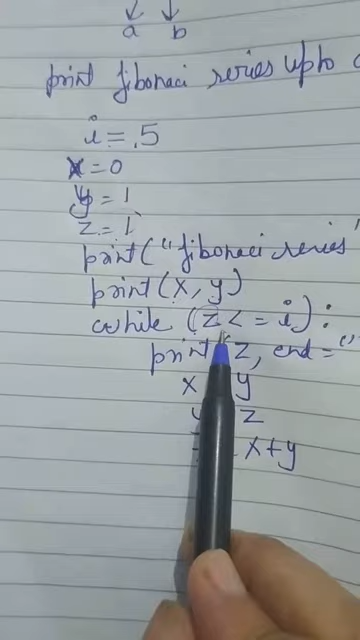 a b
print fibonaci series upto
i = 5
x = 0
y = 1
z = 1
print("fibonaci series"
print(x, y)
while (z <= i):
print z, end = "
x y
y z
x+y